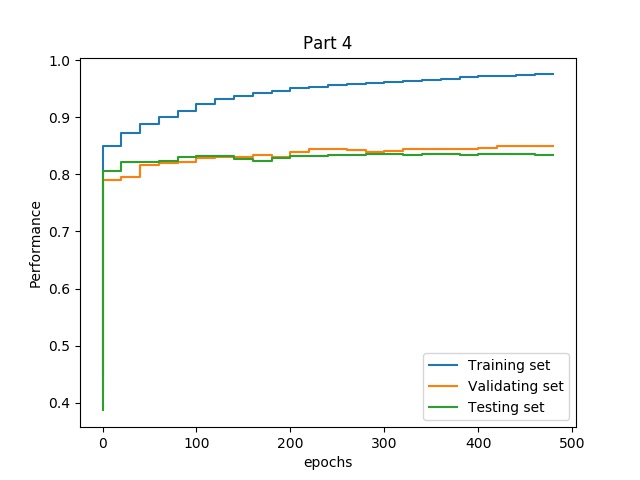 Part 4
Performance
1.0
0.9
0.8
0.7
0.6
0.5
0.4
Training set
Validating set
Testing set
0 100 200 300 400 500
epochs